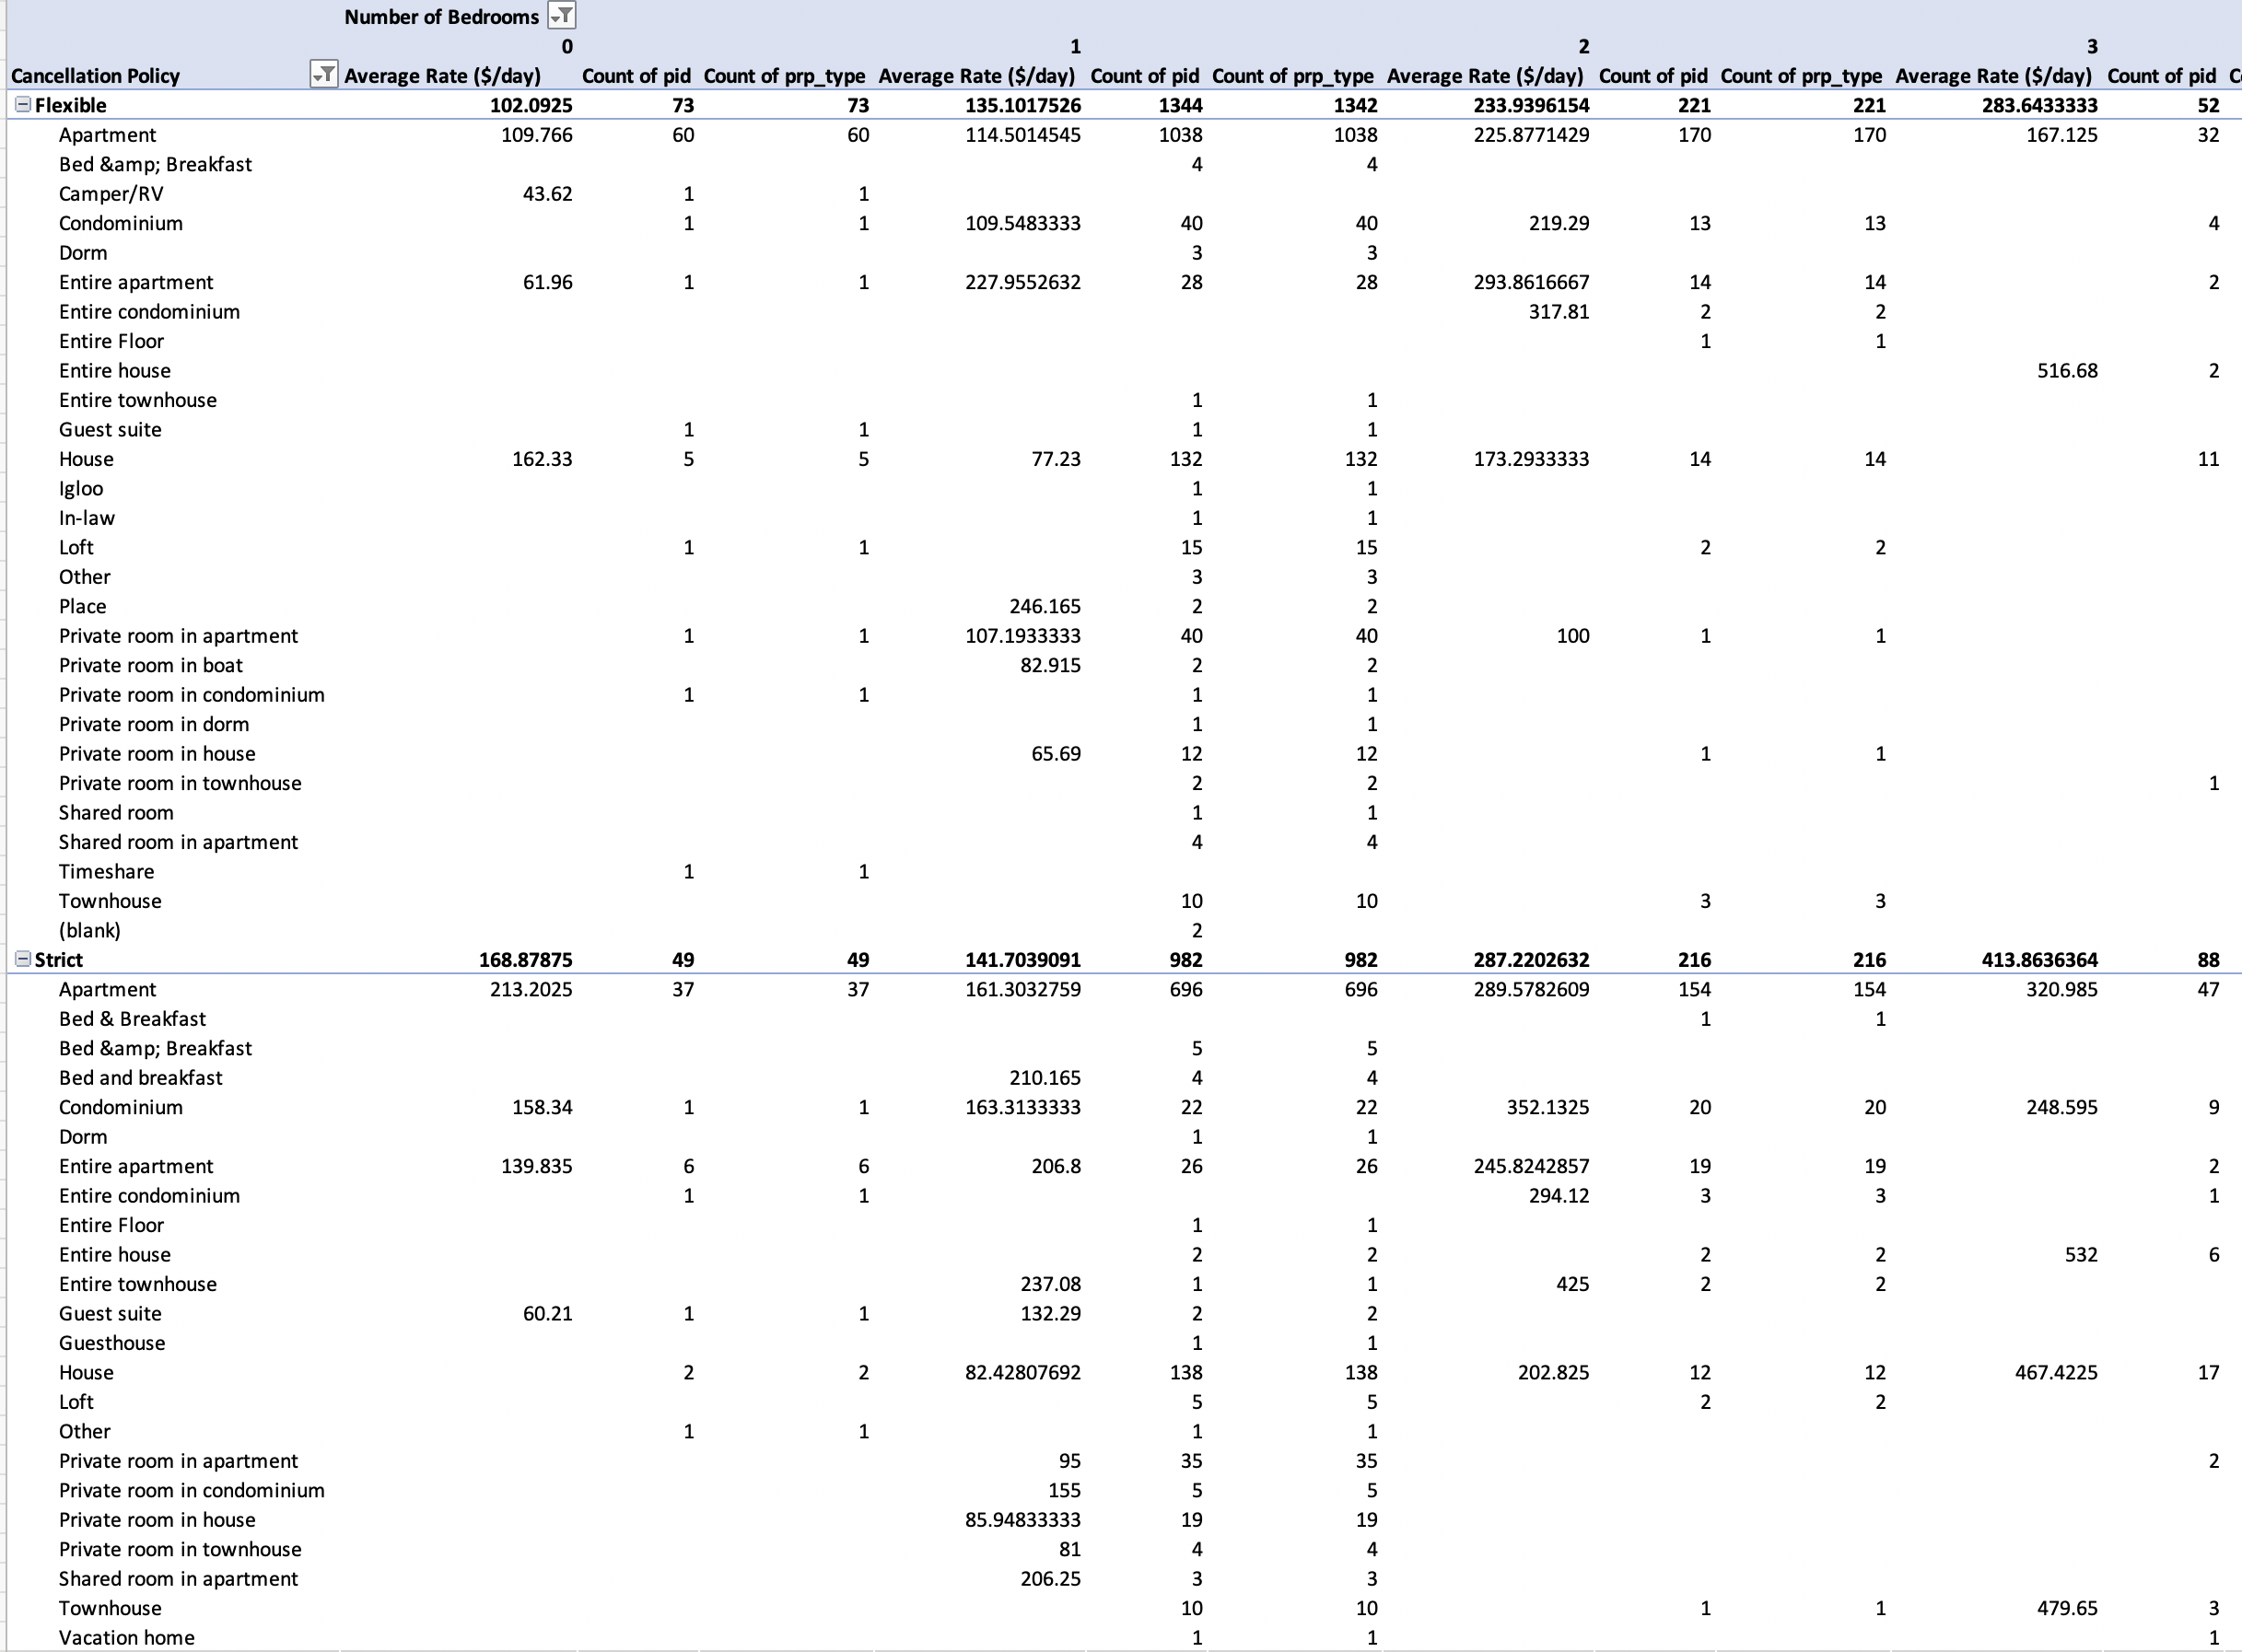 Number of Bedrooms
0 1 2 3
Cancellation Policy Average Rate ($/day) Count of pid Count of prp_type Average Rate ($/day) Count of pid Count of prp_type Average Rate ($/day) Count of pid Count of prp_type Average Rate ($/day) Count of pid
Flexible 102.0925 73 73 135.1017526 1344 1342 233.9396154 221 221 283.6433333 52
Apartment 109.766 60 60 114.5014545 1038 1038 225.8771429 170 170 167.125 32
Bed &amp; Breakfast 4 4
Camper/RV 43.62 1 1
Condominium 1 1 109.5483333 40 40 219.29 13 13 4
Dorm 3 3
Entire apartment 61.96 1 1 227.9552632 28 28 293.8616667 14 14 2
Entire condominium 317.81 2 2
Entire Floor 1 1
Entire house 516.68 2
Entire townhouse 1 1
Guest suite 1 1 1 1
House 162.33 5 5 77.23 132 132 173.2933333 14 14 11
Igloo 1 1
In-law 1 1
Loft 1 1 15 15 2 2
Other 3 3
Place 246.165 2 2
Private room in apartment 1 1 107.1933333 40 40 100 1 1
Private room in boat 82.915 2 2
Private room in condominium 1 1 1 1
Private room in dorm 1 1
Private room in house 65.69 12 12 1 1
Private room in townhouse 2 2 1
Shared room 1 1
Shared room in apartment 4 4
Timeshare 1 1
Townhouse 10 10 3 3
(blank) 2
Strict 168.87875 49 49 141.7039091 982 982 287.2202632 216 216 413.8636364 88
Apartment 213.2025 37 37 161.3032759 696 696 289.5782609 154 154 320.985 47
Bed & Breakfast 1 1
Bed &amp; Breakfast 5 5
Bed and breakfast 210.165 4 4
Condominium 158.34 1 1 163.3133333 22 22 352.1325 20 20 248.595 9
Dorm 1 1
Entire apartment 139.835 6 6 206.8 26 26 245.8242857 19 19 2
Entire condominium 1 1 294.12 3 3 1
Entire Floor 1 1
Entire house 2 2 2 2 532 6
Entire townhouse 237.08 1 1 425 2 2
Guest suite 60.21 1 1 132.29 2 2
Guesthouse 1 1
House 2 2 82.42807692 138 138 202.825 12 12 467.4225 17
Loft 5 5 2 2
Other 1 1 1 1
Private room in apartment 95 35 35 2
Private room in condominium 155 5 5
Private room in house 85.94833333 19 19
Private room in townhouse 81 4 4
Shared room in apartment 206.25 3 3
Townhouse 10 10 1 1 479.65 3
Vacation home 1 1 1